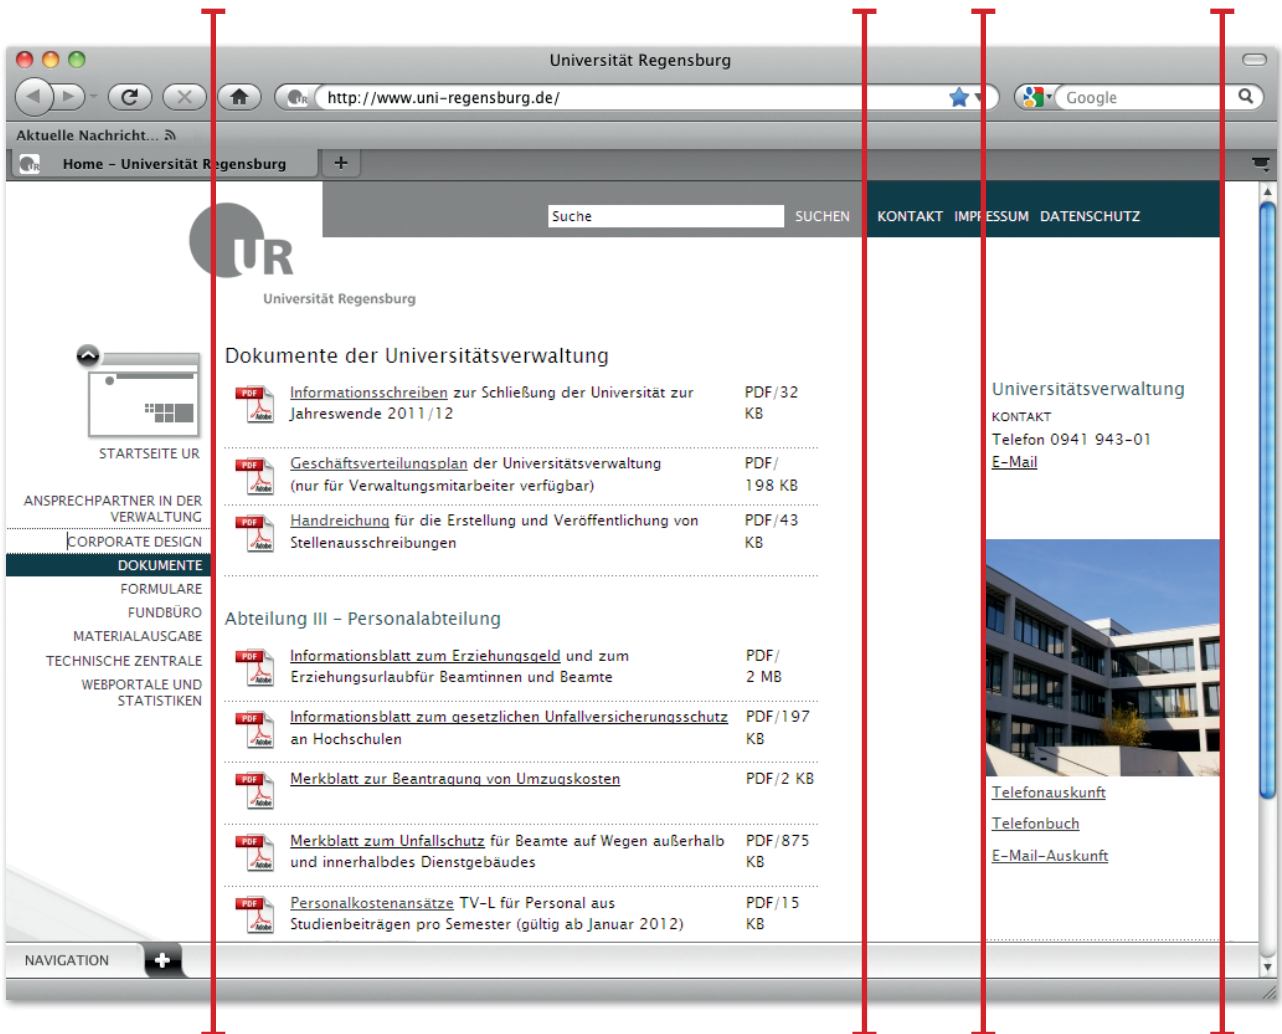 Universität Regensburg
http://www.uni-regensburg.de/
Google
Aktuelle Nachricht...
Home – Universität Regensburg
+
Suche
SUCHEN
KONTAKT IMPRESSUM DATENSCHUTZ
UR
Universität Regensburg
STARTSEITE UR
ANSPRECHPARTNER IN DER
VERWALTUNG
CORPORATE DESIGN
DOKUMENTE
FORMULARE
FUNDBÜRO
MATERIALAUSGABE
TECHNISCHE ZENTRALE
WEBPORTALE UND
STATISTIKEN
Dokumente der Universitätsverwaltung
Informationsschreiben zur Schließung der Universität zur PDF/32
Jahreswende 2011/12 KB
Geschäftsverteilungsplan der Universitätsverwaltung PDF/
(nur für Verwaltungsmitarbeiter verfügbar) 198 KB
Handreichung für die Erstellung und Veröffentlichung von PDF/43
Stellenausschreibungen KB
Abteilung III – Personalabteilung
Informationsblatt zum Erziehungsgeld und zum PDF/
Erziehungsurlaubfür Beamtinnen und Beamte 2 MB
Informationsblatt zum gesetzlichen Unfallversicherungsschutz PDF/197
an Hochschulen KB
Merkblatt zur Beantragung von Umzugskosten PDF/2 KB
Merkblatt zum Unfallschutz für Beamte auf Wegen außerhalb PDF/875
und innerhalbdes Dienstgebäudes KB
Personalkostenansätze TV-L für Personal aus PDF/15
Studienbeiträgen pro Semester (gültig ab Januar 2012) KB
Universitätsverwaltung
KONTAKT
Telefon 0941 943-01
E-Mail
Telefonauskunft
Telefonbuch
E-Mail-Auskunft
NAVIGATION